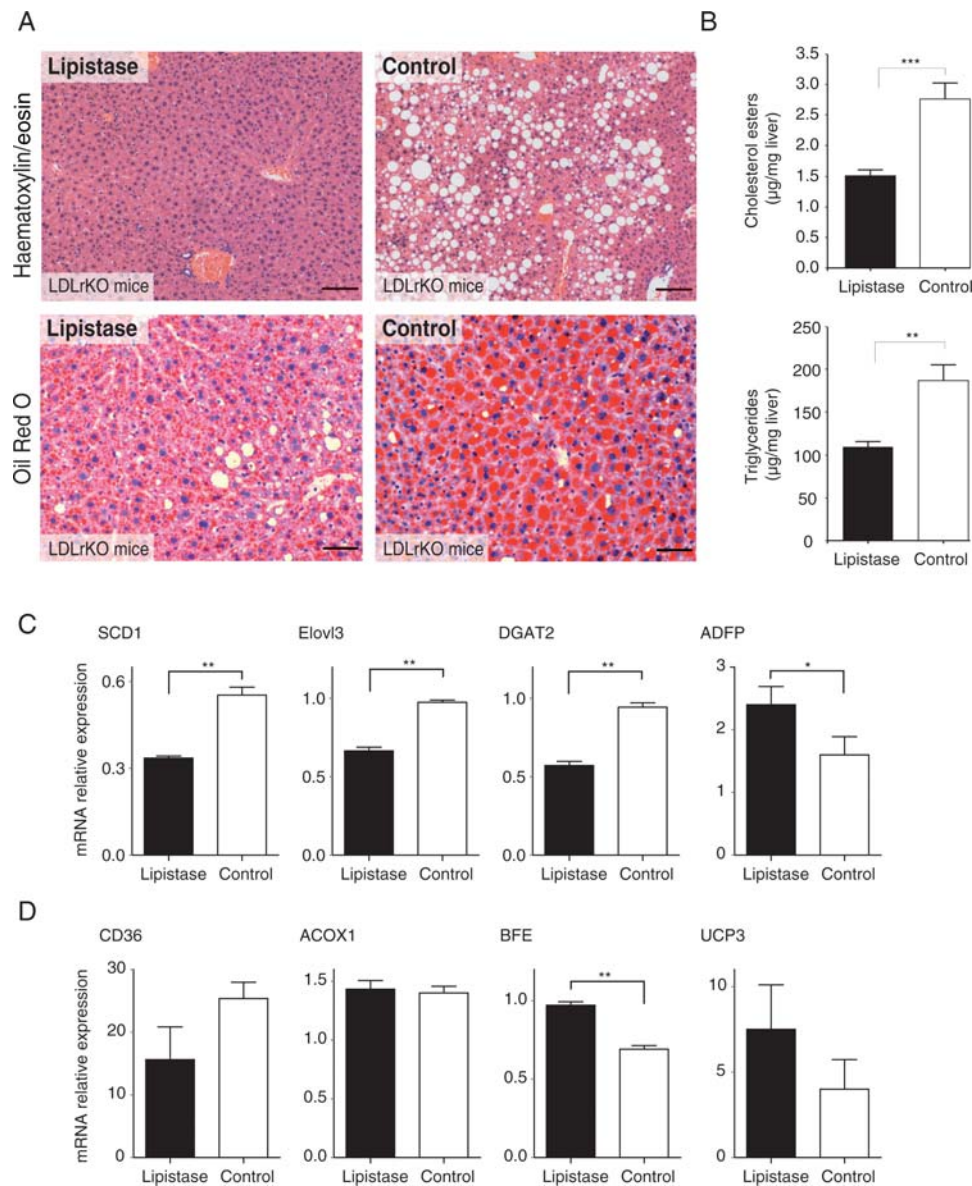 A
Haematoxylin/eosin
Lipistase
LDLrKO mice
Control
LDLrKO mice
Oil Red O
Lipistase
LDLrKO mice
Control
LDLrKO mice
B
Cholesterol esters
(µg/mg liver)
3.5
3.0
2.5
2.0
1.5
1.0
0.5
0.0
***
Lipistase Control
Triglycerides
(µg/mg liver)
250
200
150
100
50
0
**
Lipistase Control
C
mRNA relative expression
SCD1
0.6
0.3
0.0
**
Lipistase Control
Elovl3
1.0
0.5
0.0
**
Lipistase Control
DGAT2
1.0
0.5
0.0
**
Lipistase Control
ADFP
3
2
1
0
*
Lipistase Control
D
mRNA relative expression
CD36
30
20
10
0
Lipistase Control
ACOX1
1.5
1.0
0.5
0.0
Lipistase Control
BFE
1.0
0.5
0.0
**
Lipistase Control
UCP3
10
5
0
Lipistase Control